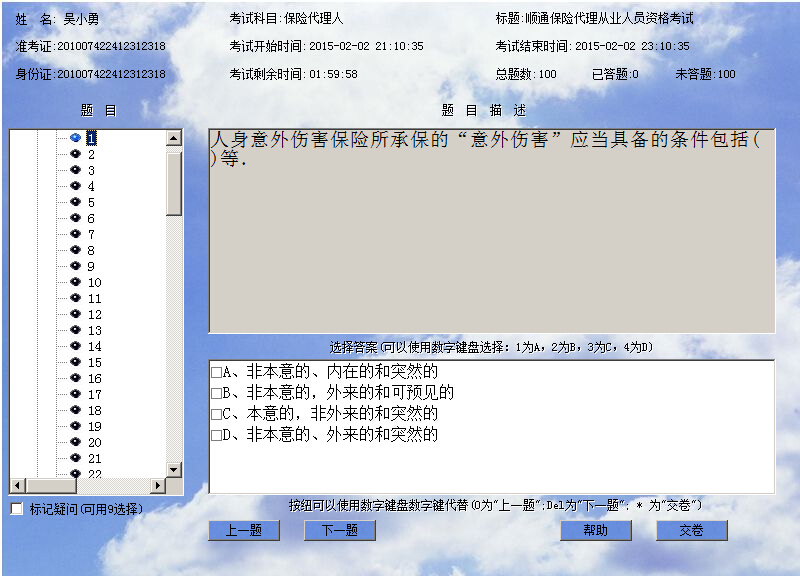 姓 名: 吴小勇
考试科目:保险代理人
标题:顺通保险代理从业人员资格考试
准考证:201007422412312318
考试开始时间:2015-02-02 21:10:35
考试结束时间:2015-02-02 23:10:35
身份证:201007422412312318
考试剩余时间:01:59:58
总题数:100
已答题:0
未答题:100
题 目
题 目 描 述
1
2
3
4
5
6
7
8
9
10
11
12
13
14
15
16
17
18
19
20
21
22
人身意外伤害保险所承保的“意外伤害”应当具备的条件包括(
)等.
选择答案(可以使用数字键盘选择: 1为A, 2为B, 3为C, 4为D)
A、非本意的、内在的和突然的
B、非本意的,外来的和可预见的
C、本意的,非外来的和突然的
D、非本意的、外来的和突然的
标记疑问(可用9选择)
按纽可以使用数字键盘数字键代替(0为"上一题";Del为"下一题"; * 为"交卷")
上一题
下一题
帮助
交卷